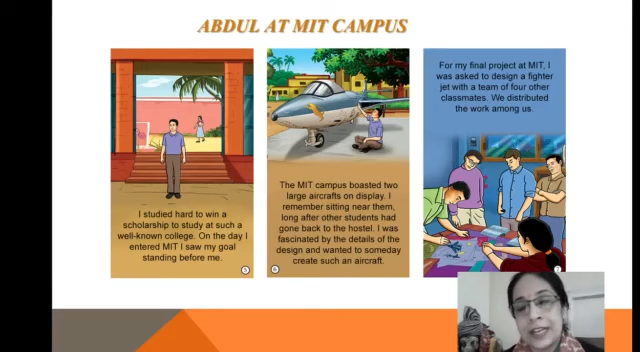 ABDUL AT MIT CAMPUS
I studied hard to win a
scholarship to study at such a
well-known college. On the day I
entered MIT I saw my goal
standing before me.
5
The MIT campus boasted two
large aircrafts on display. I
remember sitting near them,
long after other students had
gone back to the hostel. I was
fascinated by the details of the
design and wanted to someday
create such an aircraft.
6
For my final project at MIT, I
was asked to design a fighter
jet with a team of four other
classmates. We distributed
the work among us.
7